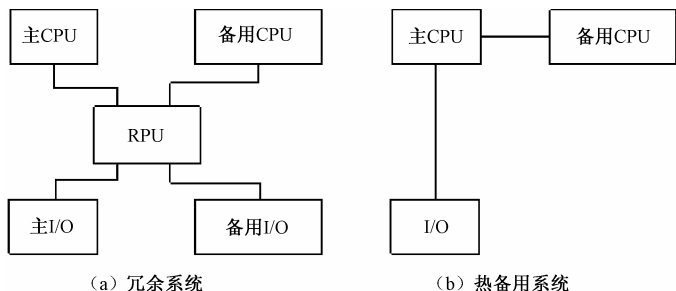 主CPU
备用CPU
主CPU
备用CPU
RPU
主I/O
备用I/O
I/O
（a）冗余系统
（b）热备用系统